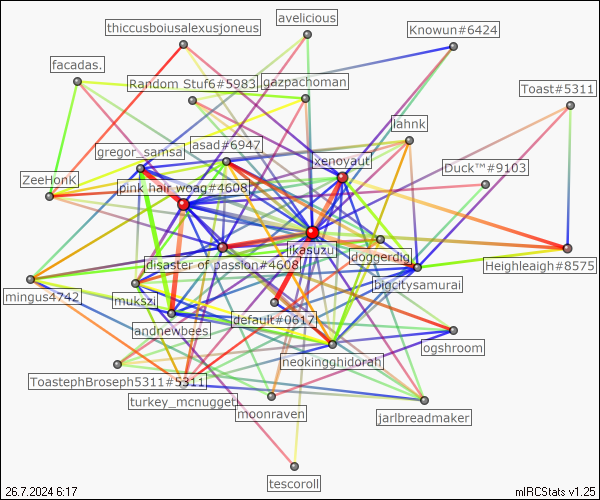 avelicious
thiccusboiusalexusjoneus
Knowun#6424
facadas.
Random Stuf6#5983
gazpachoman
Toast#5311
lahnk
asad#6947
gregor_samsa
xenoyaut
Duck™#9103
ZeeHonk
pink hair woag#4608
ikasuzu
doggerdig
disaster of passion#4608
Heighleaigh#8575
bigcitysamurai
mingus4742
mukszi
default#0617
andnewbees
ogshroom
neokingghidorah
ToastephBroseph5311#5311
turkey_mcnugget
moonraven
jarlbreadmaker
tescoroll
26.7.2024 6:17
mIRCStats v1.25